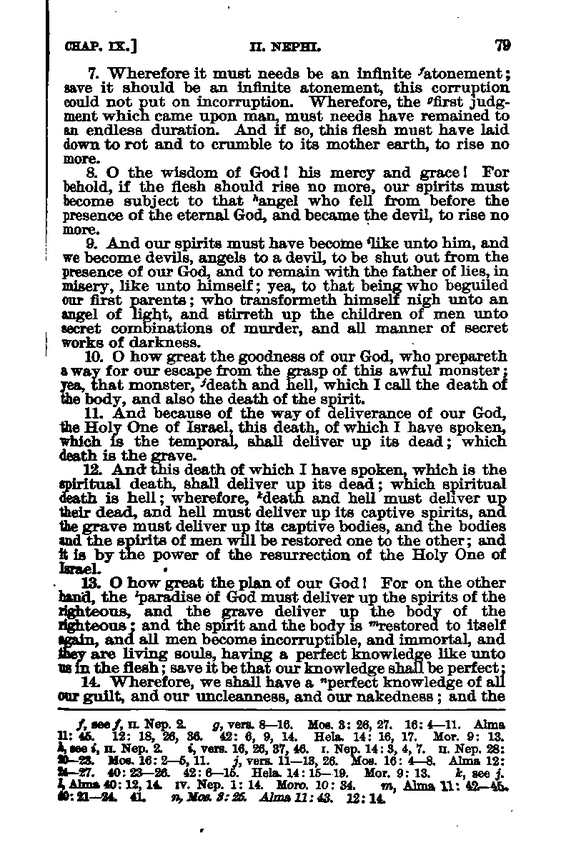 CHAP. IX.] II. NEPHI. 79
7. Wherefore it must needs be an infinite fatonement;
save it should be an infinite atonement, this corruption
could not put on incorruption. Wherefore, the gfirst judg-
ment which came upon man, must needs have remained to
an endless duration. And if so, this flesh must have laid
down to rot and to crumble to its mother earth, to rise no
more.
8. O the wisdom of God! his mercy and grace! For
behold, if the flesh should rise no more, our spirits must
become subject to that hangel who fell from before the
presence of the eternal God, and became the devil, to rise no
more.
9. And our spirits must have become ilike unto him, and
we become devils, angels to a devil, to be shut out from the
presence of our God, and to remain with the father of lies, in
misery, like unto himself; yea, to that being who beguiled
our first parents; who transformeth himself nigh unto an
angel of light, and stirreth up the children of men unto
secret combinations of murder, and all manner of secret
works of darkness.
10. O how great the goodness of our God, who prepareth
a way for our escape from the grasp of this awful monster;
yea, that monster, jdeath and hell, which I call the death of
the body, and also the death of the spirit.
11. And because of the way of deliverance of our God,
the Holy One of Israel, this death, of which I have spoken,
which is the temporal, shall deliver up its dead; which
death is the grave.
12. And this death of which I have spoken, which is the
spiritual death, shall deliver up its dead; which spiritual
death is hell; wherefore, kdeath and hell must deliver up
their dead, and hell must deliver up its captive spirits, and
the grave must deliver up its captive bodies, and the bodies
and the spirits of men will be restored one to the other; and
it is by the power of the resurrection of the Holy One of
Israel.
13. O how great the plan of our God! For on the other
hand, the lparadise of God must deliver up the spirits of the
righteous, and the grave deliver up the body of the
righteous; and the spirit and the body is mrestored to itself
again, and all men become incorruptible, and immortal, and
they are living souls, having a perfect knowledge like unto
us in the flesh; save it be that our knowledge shall be perfect;
14. Wherefore, we shall have a nperfect knowledge of all
our guilt, and our uncleanness, and our nakedness; and the
f, see f, II. Nep. 2. g, vers. 8—16. Mos. 3: 26, 27. 16: 4—11. Alma
11: 45. 12: 18, 26, 36. 42: 6, 9, 14. Hela. 14: 16, 17. Mor. 9: 13.
h, see i, II. Nep. 2. i, vers. 16, 26, 37, 46. I. Nep. 14: 3, 4, 7. II. Nep. 28:
20—23. Mos. 16: 2—5, 11. j, vers. 11—13, 26. Mos. 16: 4—8. Alma 12:
24—27. 40: 23—26. 42: 6—15. Hela. 14: 15—19. Mor. 9: 13. k, see j.
l, Alma 40: 12, 14. IV. Nep. 1: 14. Moro. 10: 34. m, Alma 11: 42—45.
40: 21—24. 41. n, Mos. 3: 25. Alma 11: 43. 12: 14.